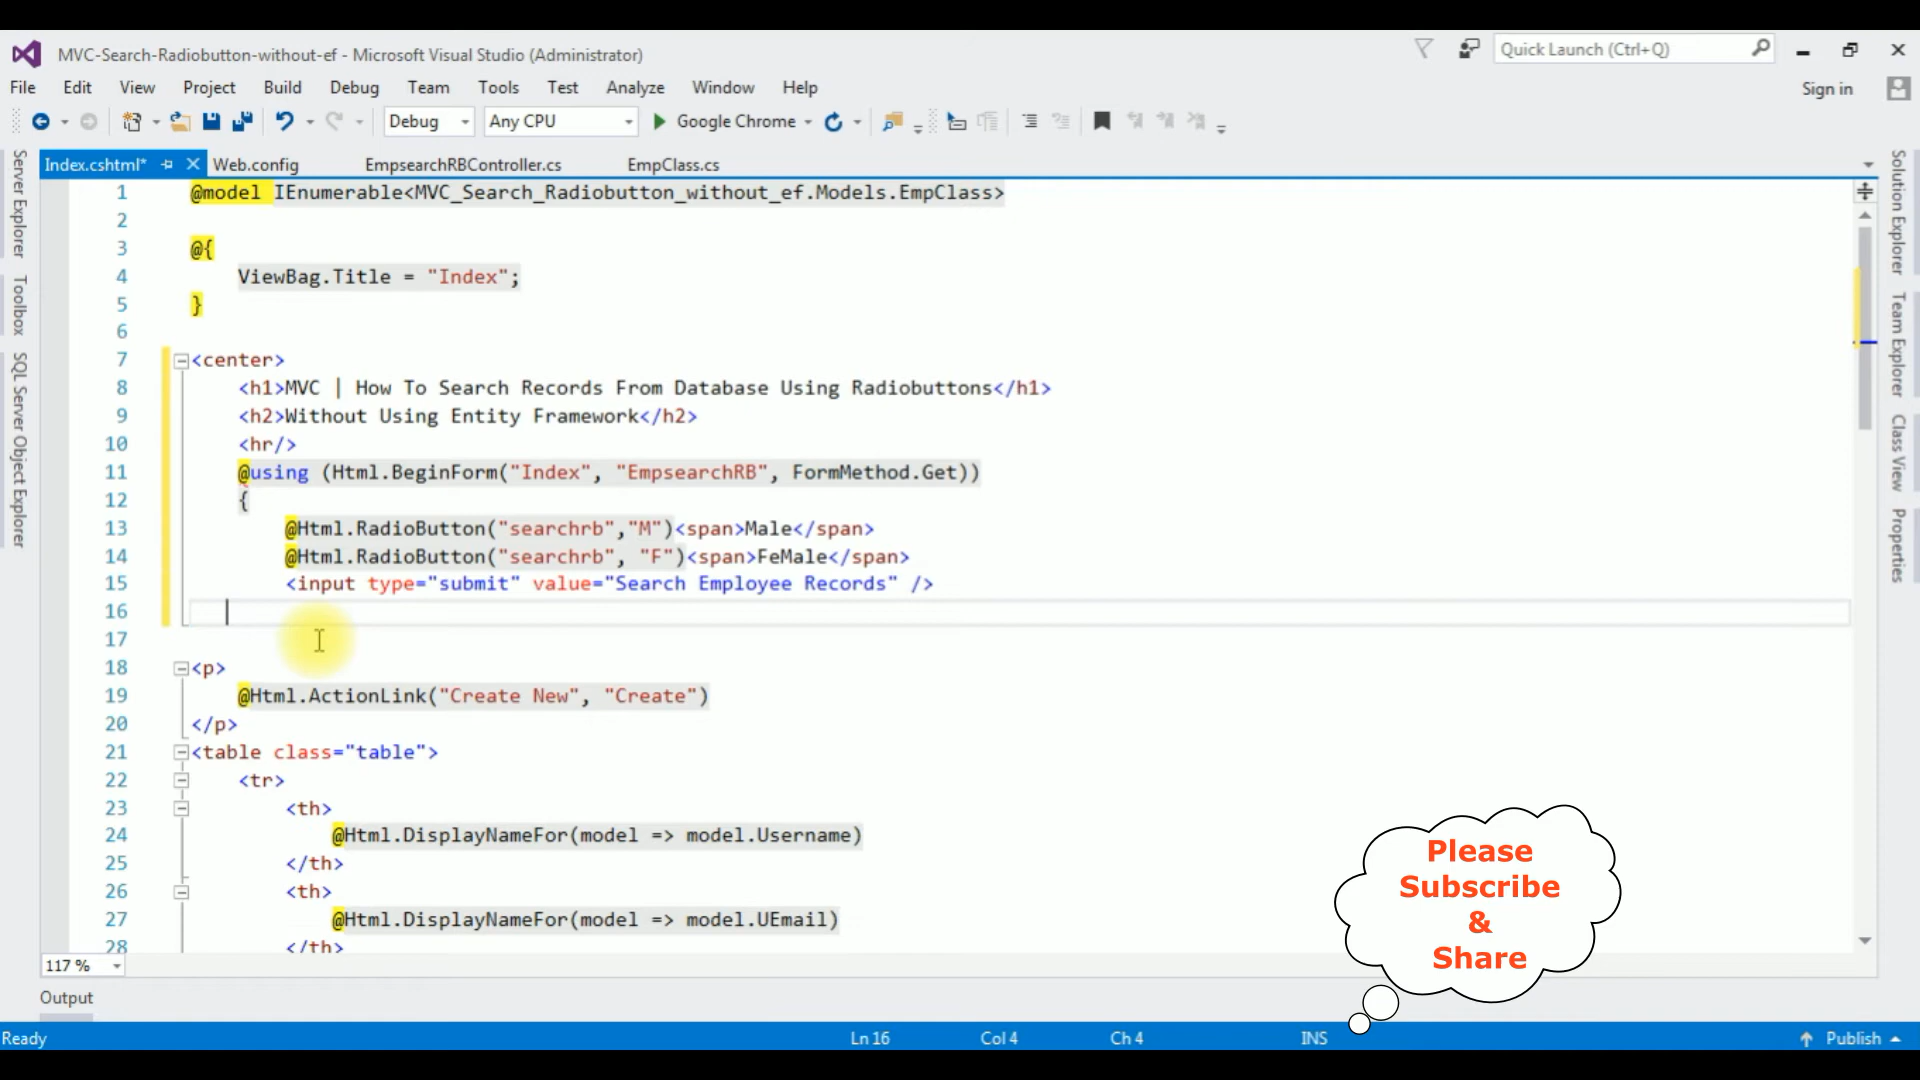 MVC-Search-Radiobutton-without-ef - Microsoft Visual Studio (Administrator)
Quick Launch (Ctrl+Q)
File Edit View Project Build Debug Team Tools Test Analyze Window Help
Sign in
Debug Any CPU Google Chrome
Index.cshtml* Web.config EmpsearchRBController.cs EmpClass.cs
Server Explorer
Toolbox
SQL Server Object Explorer
1 @model IEnumerable<MVC_Search_Radiobutton_without_ef.Models.EmpClass>
2
3 @{
4 ViewBag.Title = "Index";
5 }
6
7 <center>
8 <h1>MVC | How To Search Records From Database Using Radiobuttons</h1>
9 <h2>Without Using Entity Framework</h2>
10 <hr/>
11 @using (Html.BeginForm("Index", "EmpsearchRB", FormMethod.Get))
12 {
13 @Html.RadioButton("searchrb","M")<span>Male</span>
14 @Html.RadioButton("searchrb", "F")<span>FeMale</span>
15 <input type="submit" value="Search Employee Records" />
16
17
18 <p>
19 @Html.ActionLink("Create New", "Create")
20 </p>
21 <table class="table">
22 <tr>
23 <th>
24 @Html.DisplayNameFor(model => model.Username)
25 </th>
26 <th>
27 @Html.DisplayNameFor(model => model.UEmail)
28 </th>
Solution Explorer
Team Explorer
Class View
Properties
Please
Subscribe
&
Share
117 %
Output
Ready Ln 16 Col 4 Ch 4 INS Publish